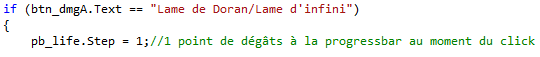 if (btn_dmgA.Text == "Lame de Doran/Lame d'infini")
{
pb_life.Step = 1;//1 point de dégâts à la progressbar au moment du click